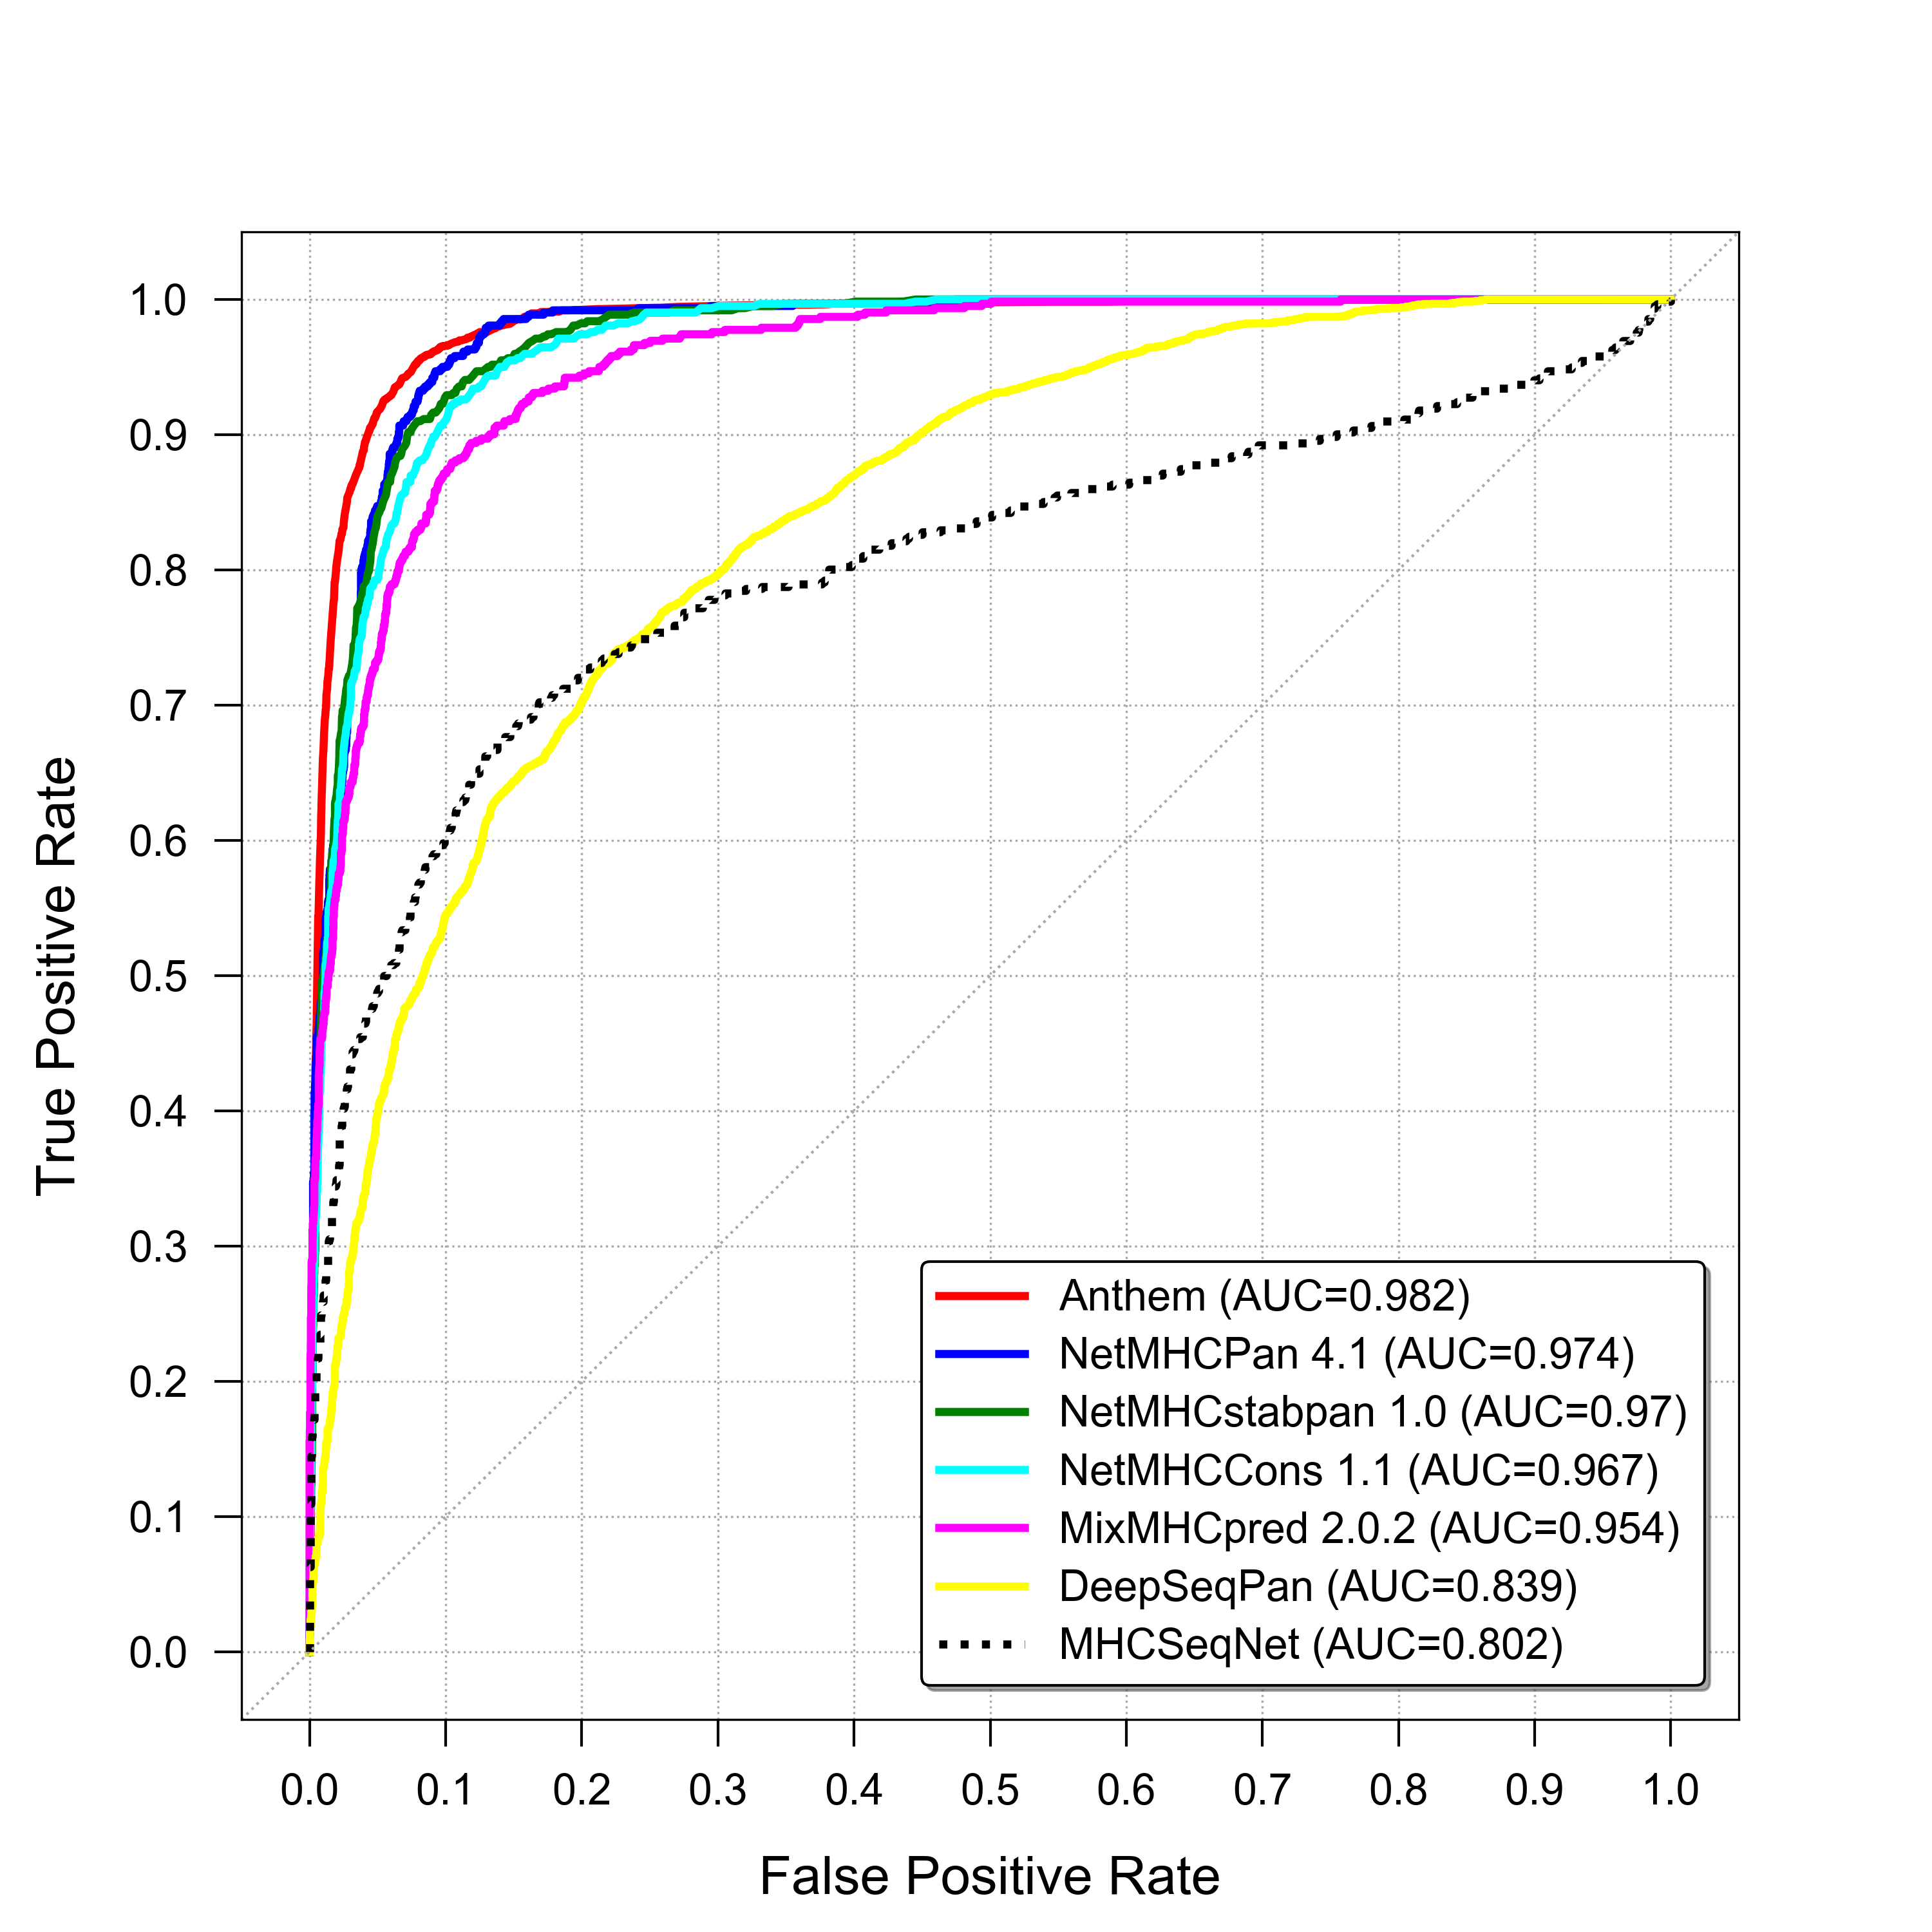 1.0
0.9
0.8
0.7
0.6
0.5
0.4
0.3
0.2
0.1
0.0
True Positive Rate
Anthem (AUC=0.982)
NetMHCPan 4.1 (AUC=0.974)
NetMHCstabpan 1.0 (AUC=0.97)
NetMHCCons 1.1 (AUC=0.967)
MixMHCpred 2.0.2 (AUC=0.954)
DeepSeqPan (AUC=0.839)
MHCSeqNet (AUC=0.802)
0.0 0.1 0.2 0.3 0.4 0.5 0.6 0.7 0.8 0.9 1.0
False Positive Rate